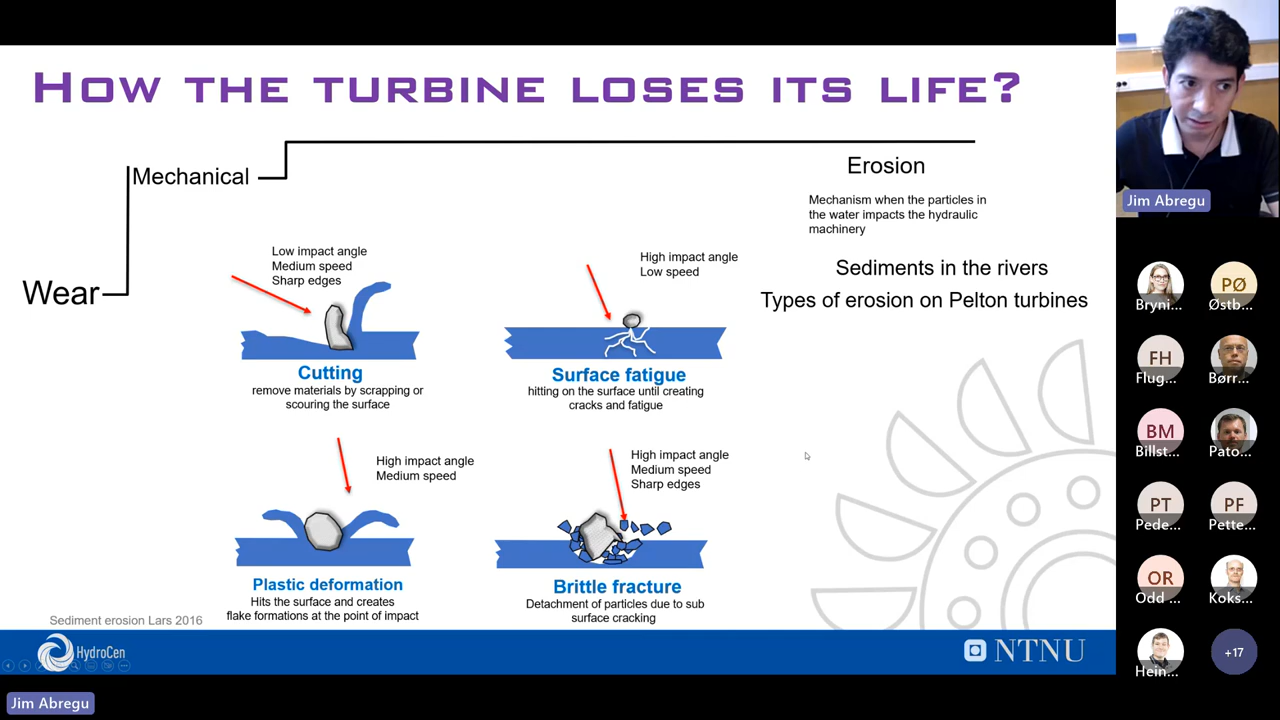 HOW THE TURBINE LOSES ITS LIFE?
Mechanical
Wear
Erosion
Mechanism when the particles in
the water impacts the hydraulic
machinery
Sediments in the rivers
Types of erosion on Pelton turbines
Low impact angle
Medium speed
Sharp edges
Cutting
remove materials by scrapping or
scouring the surface
High impact angle
Low speed
Surface fatigue
hitting on the surface until creating
cracks and fatigue
High impact angle
Medium speed
Plastic deformation
Hits the surface and creates
flake formations at the point of impact
High impact angle
Medium speed
Sharp edges
Brittle fracture
Detachment of particles due to sub
surface cracking
Sediment erosion Lars 2016
HydroCen
NTNU
Jim Abregu
Jim Abregu
Bryni...
PØ
Østb...
FH
Flug...
Børr...
BM
Billst...
Pato...
PT
Pede...
PF
Pette...
OR
Odd ...
Koks...
Hein...
+17